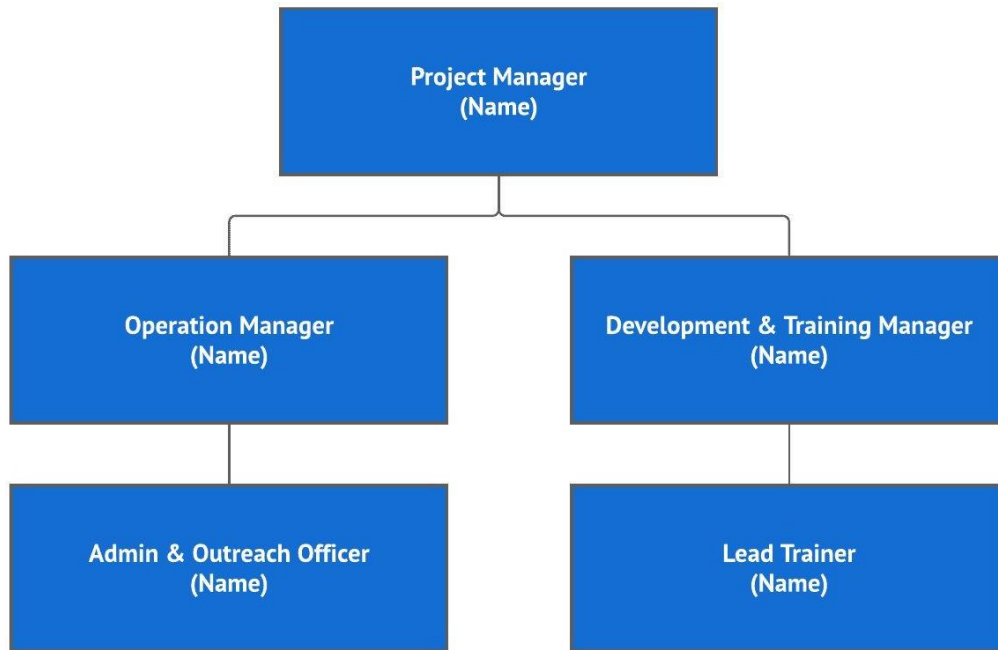 Project Manager
(Name)
Operation Manager
(Name)
Development & Training Manager
(Name)
Admin & Outreach Officer
(Name)
Lead Trainer
(Name)